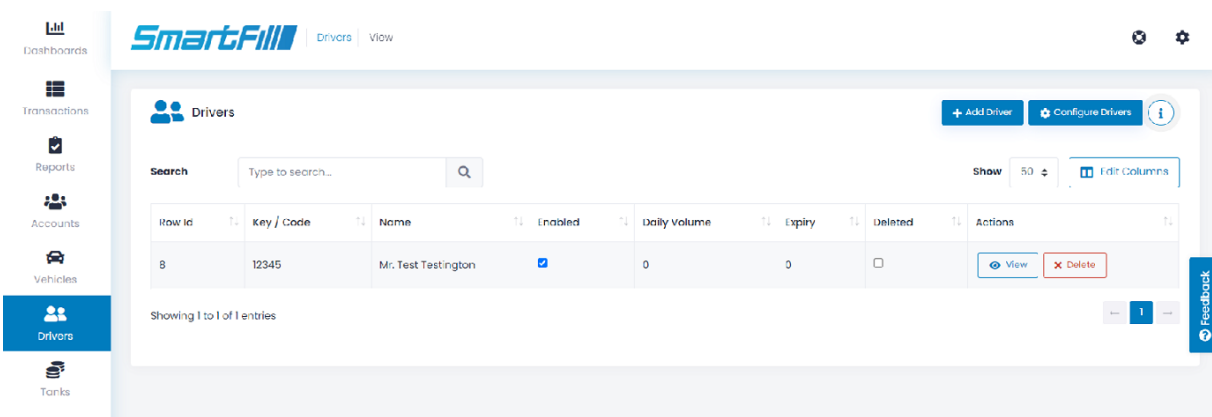 Dashboards
Transactions
Reports
Accounts
Vehicles
Drivers
Tanks
SmartFill Drivers View
Drivers
+ Add Driver Configure Drivers i
Search Type to search... Show 50 Edit Columns
Row Id Key / Code Name Enabled Daily Volume Expiry Deleted Actions
8 12345 Mr. Test Testington 0 0 View Delete
Showing 1 to 1 of 1 entries
← 1 →
Feedback